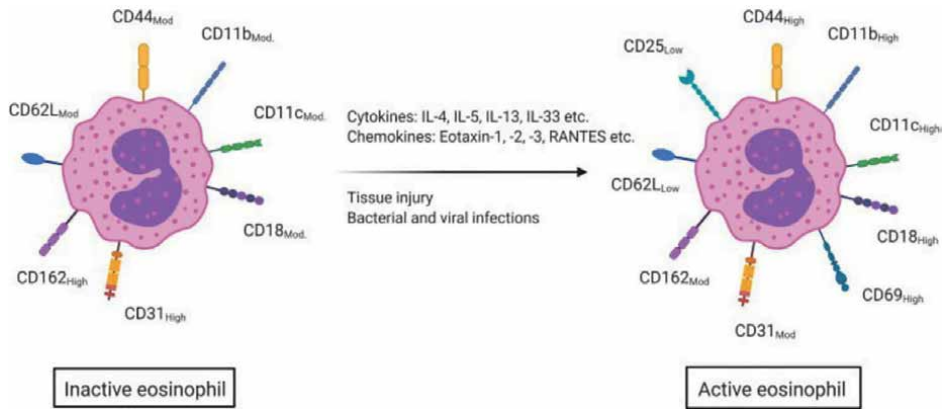 CD44Mod
CD11bMod.
CD62LMod
CD11cMod.
CD18Mod.
CD162High
CD31High
Inactive eosinophil
Cytokines: IL-4, IL-5, IL-13, IL-33 etc.
Chemokines: Eotaxin-1, -2, -3, RANTES etc.
Tissue injury
Bacterial and viral infections
CD44High
CD25Low
CD11bHigh
CD11cHigh
CD62LLow
CD18High
CD162Mod
CD69High
CD31Mod
Active eosinophil